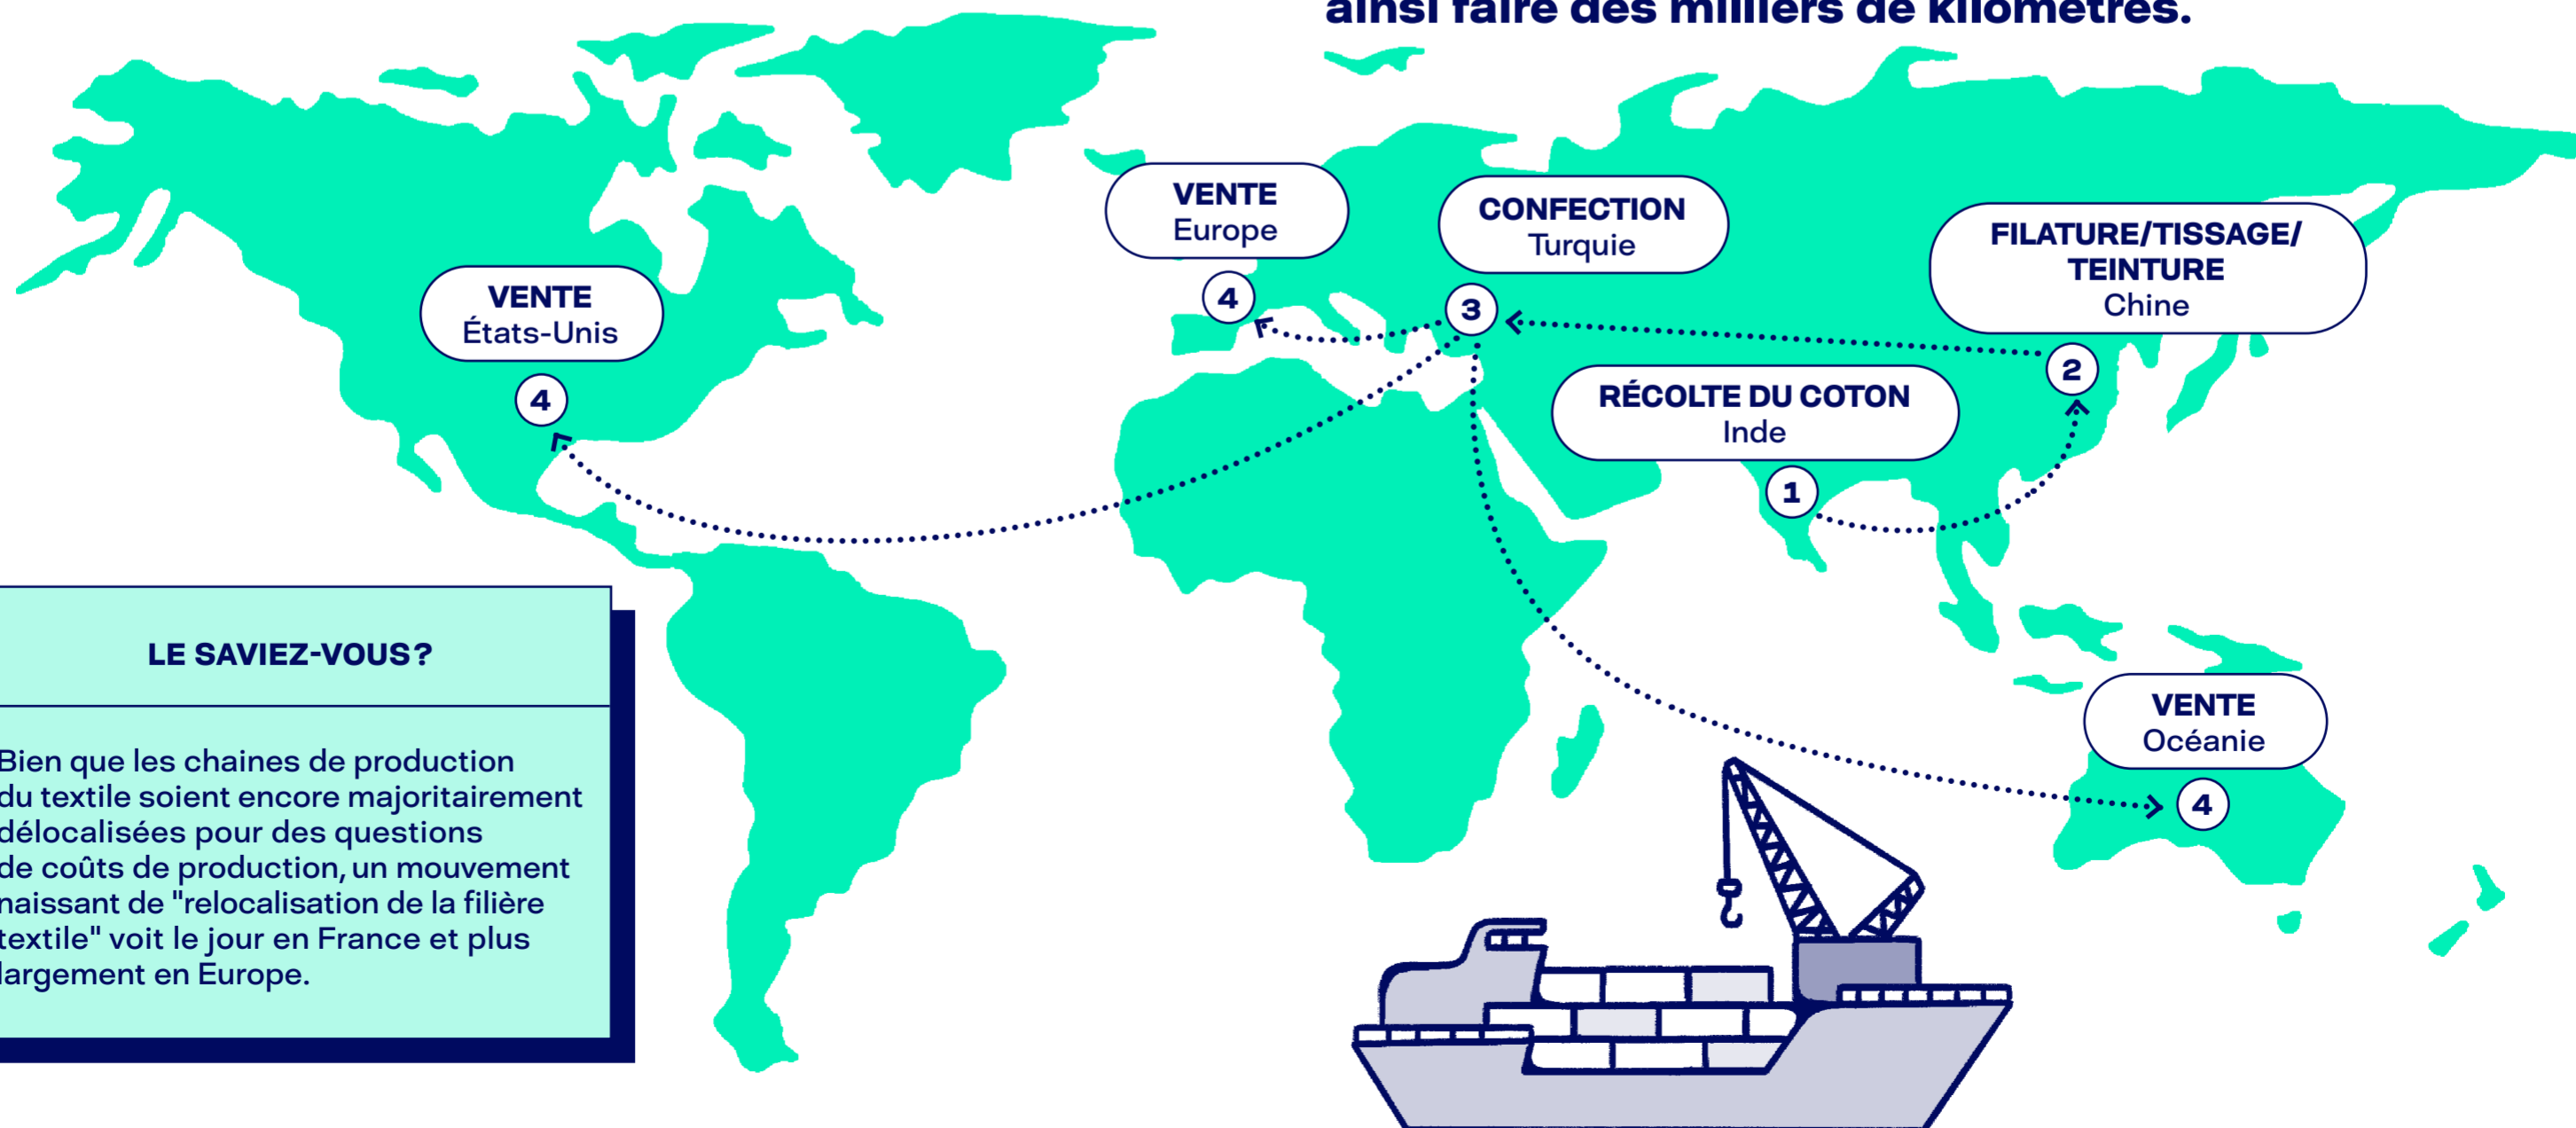 ainsi faire des milliers de kilomètres.
VENTE
Europe
4
CONFECTION
Turquie
3
FILATURE/TISSAGE/
TEINTURE
Chine
2
VENTE
États-Unis
4
RÉCOLTE DU COTON
Inde
1
VENTE
Océanie
4
LE SAVIEZ-VOUS?
Bien que les chaines de production
du textile soient encore majoritairement
délocalisées pour des questions
de coûts de production, un mouvement
naissant de "relocalisation de la filière
textile" voit le jour en France et plus
largement en Europe.